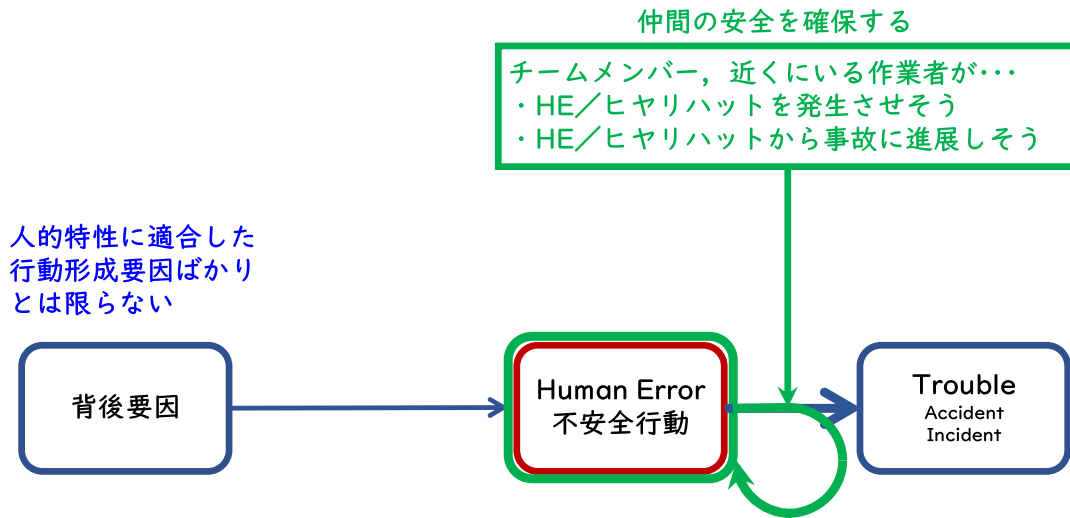 仲間の安全を確保する
チームメンバー，近くにいる作業者が･･･
・HE／ヒヤリハットを発生させそう
・HE／ヒヤリハットから事故に進展しそう
人的特性に適合した
行動形成要因ばかり
とは限らない
背後要因
Human Error
不安全行動
Trouble
Accident
Incident